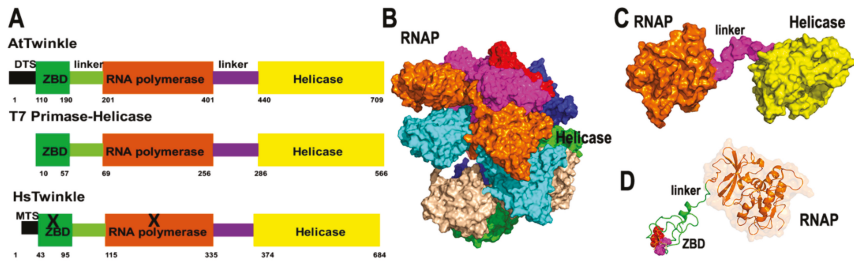 A
AtTwinkle
DTS ZBD linker RNA polymerase linker Helicase
1 110 190 201 401 440 709
T7 Primase-Helicase
ZBD RNA polymerase Helicase
10 57 69 256 286 566
HsTwinkle
MTS X ZBD X RNA polymerase Helicase
1 43 95 115 335 374 684
B
RNAP
Helicase
C
RNAP linker Helicase
D
linker
ZBD
RNAP